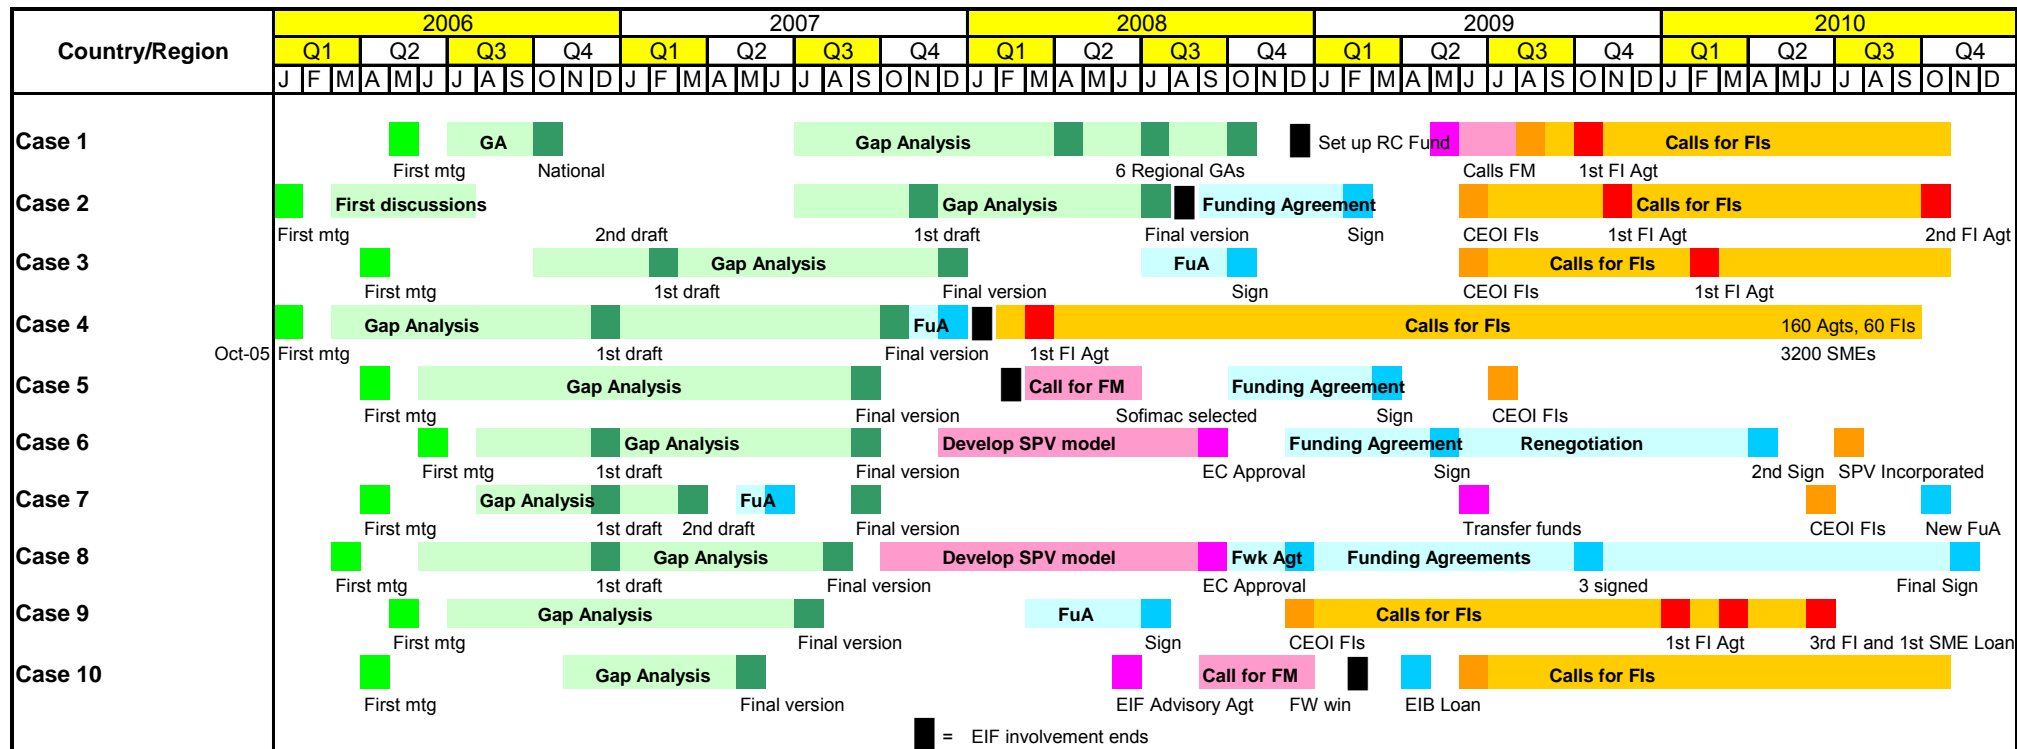 2006 2007 2008 2009 2010
Country/Region
Q1 Q2 Q3 Q4 Q1 Q2 Q3 Q4 Q1 Q2 Q3 Q4 Q1 Q2 Q3 Q4 Q1 Q2 Q3 Q4
J F M A M J J A S O N D J F M A M J J A S O N D J F M A M J J A S O N D J F M A M J J A S O N D J F M A M J J A S O N D
Case 1 GA Gap Analysis Set up RC Fund Calls for FIs
First mtg National 6 Regional GAs Calls FM 1st FI Agt
Case 2 First discussions Gap Analysis Funding Agreement Calls for FIs
First mtg 2nd draft 1st draft Final version Sign CEOI FIs 1st FI Agt 2nd FI Agt
Case 3 Gap Analysis FuA Calls for FIs
First mtg 1st draft Final version Sign CEOI FIs 1st FI Agt
Case 4 Gap Analysis FuA Calls for FIs 160 Agts, 60 FIs
Oct-05 First mtg 1st draft Final version 1st FI Agt 3200 SMEs
Case 5 Gap Analysis Call for FM Funding Agreement
First mtg Final version Sofimac selected Sign CEOI FIs
Case 6 Gap Analysis Develop SPV model Funding Agreement Renegotiation
First mtg 1st draft Final version EC Approval Sign 2nd Sign SPV Incorporated
Case 7 Gap Analysis FuA
First mtg 1st draft 2nd draft Final version Transfer funds CEOI FIs New FuA
Case 8 Gap Analysis Develop SPV model Fwk Agt Funding Agreements
First mtg 1st draft Final version EC Approval 3 signed Final Sign
Case 9 Gap Analysis FuA Calls for FIs
First mtg Final version Sign CEOI FIs 1st FI Agt 3rd FI and 1st SME Loan
Case 10 Gap Analysis Call for FM Calls for FIs
First mtg Final version EIF Advisory Agt FW win EIB Loan
= EIF involvement ends